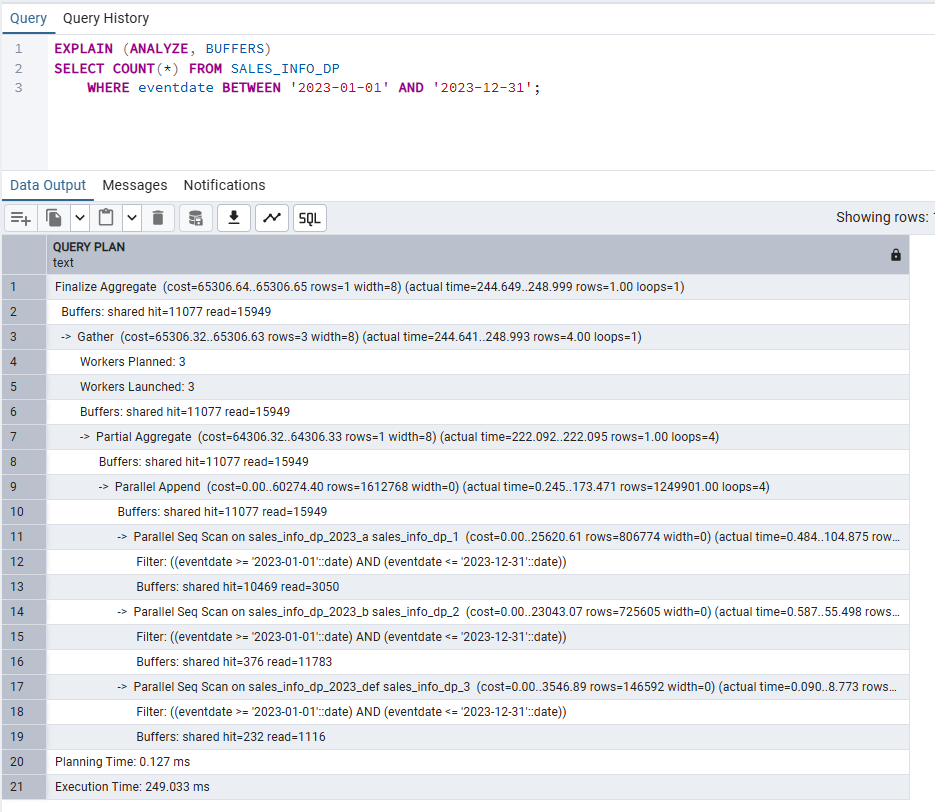 Query Query History
1 EXPLAIN (ANALYZE, BUFFERS)
2 SELECT COUNT(*) FROM SALES_INFO_DP
3 WHERE eventdate BETWEEN '2023-01-01' AND '2023-12-31';
Data Output Messages Notifications
SQL Showing rows:
QUERY PLAN
text
1 Finalize Aggregate (cost=65306.64..65306.65 rows=1 width=8) (actual time=244.649..248.999 rows=1.00 loops=1)
2 Buffers: shared hit=11077 read=15949
3 -> Gather (cost=65306.32..65306.63 rows=3 width=8) (actual time=244.641..248.993 rows=4.00 loops=1)
4 Workers Planned: 3
5 Workers Launched: 3
6 Buffers: shared hit=11077 read=15949
7 -> Partial Aggregate (cost=64306.32..64306.33 rows=1 width=8) (actual time=222.092..222.095 rows=1.00 loops=4)
8 Buffers: shared hit=11077 read=15949
9 -> Parallel Append (cost=0.00..60274.40 rows=1612768 width=0) (actual time=0.245..173.471 rows=1249901.00 loops=4)
10 Buffers: shared hit=11077 read=15949
11 -> Parallel Seq Scan on sales_info_dp_2023_a sales_info_dp_1 (cost=0.00..25620.61 rows=806774 width=0) (actual time=0.484..104.875 row...
12 Filter: ((eventdate >= '2023-01-01'::date) AND (eventdate <= '2023-12-31'::date))
13 Buffers: shared hit=10469 read=3050
14 -> Parallel Seq Scan on sales_info_dp_2023_b sales_info_dp_2 (cost=0.00..23043.07 rows=725605 width=0) (actual time=0.587..55.498 rows...
15 Filter: ((eventdate >= '2023-01-01'::date) AND (eventdate <= '2023-12-31'::date))
16 Buffers: shared hit=376 read=11783
17 -> Parallel Seq Scan on sales_info_dp_2023_def sales_info_dp_3 (cost=0.00..3546.89 rows=146592 width=0) (actual time=0.090..8.773 rows...
18 Filter: ((eventdate >= '2023-01-01'::date) AND (eventdate <= '2023-12-31'::date))
19 Buffers: shared hit=232 read=1116
20 Planning Time: 0.127 ms
21 Execution Time: 249.033 ms